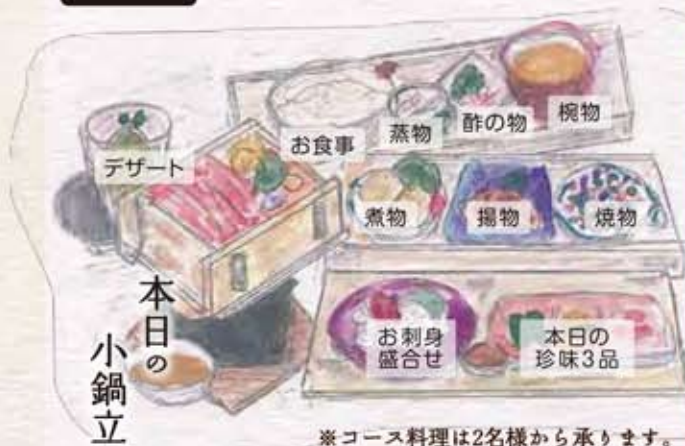 デザート
お食事
蒸物
酢の物
椀物
煮物
揚物
焼物
本日の
小鍋立
お刺身
盛合せ
本日の
珍味3品
※コース料理は2名様から承ります。